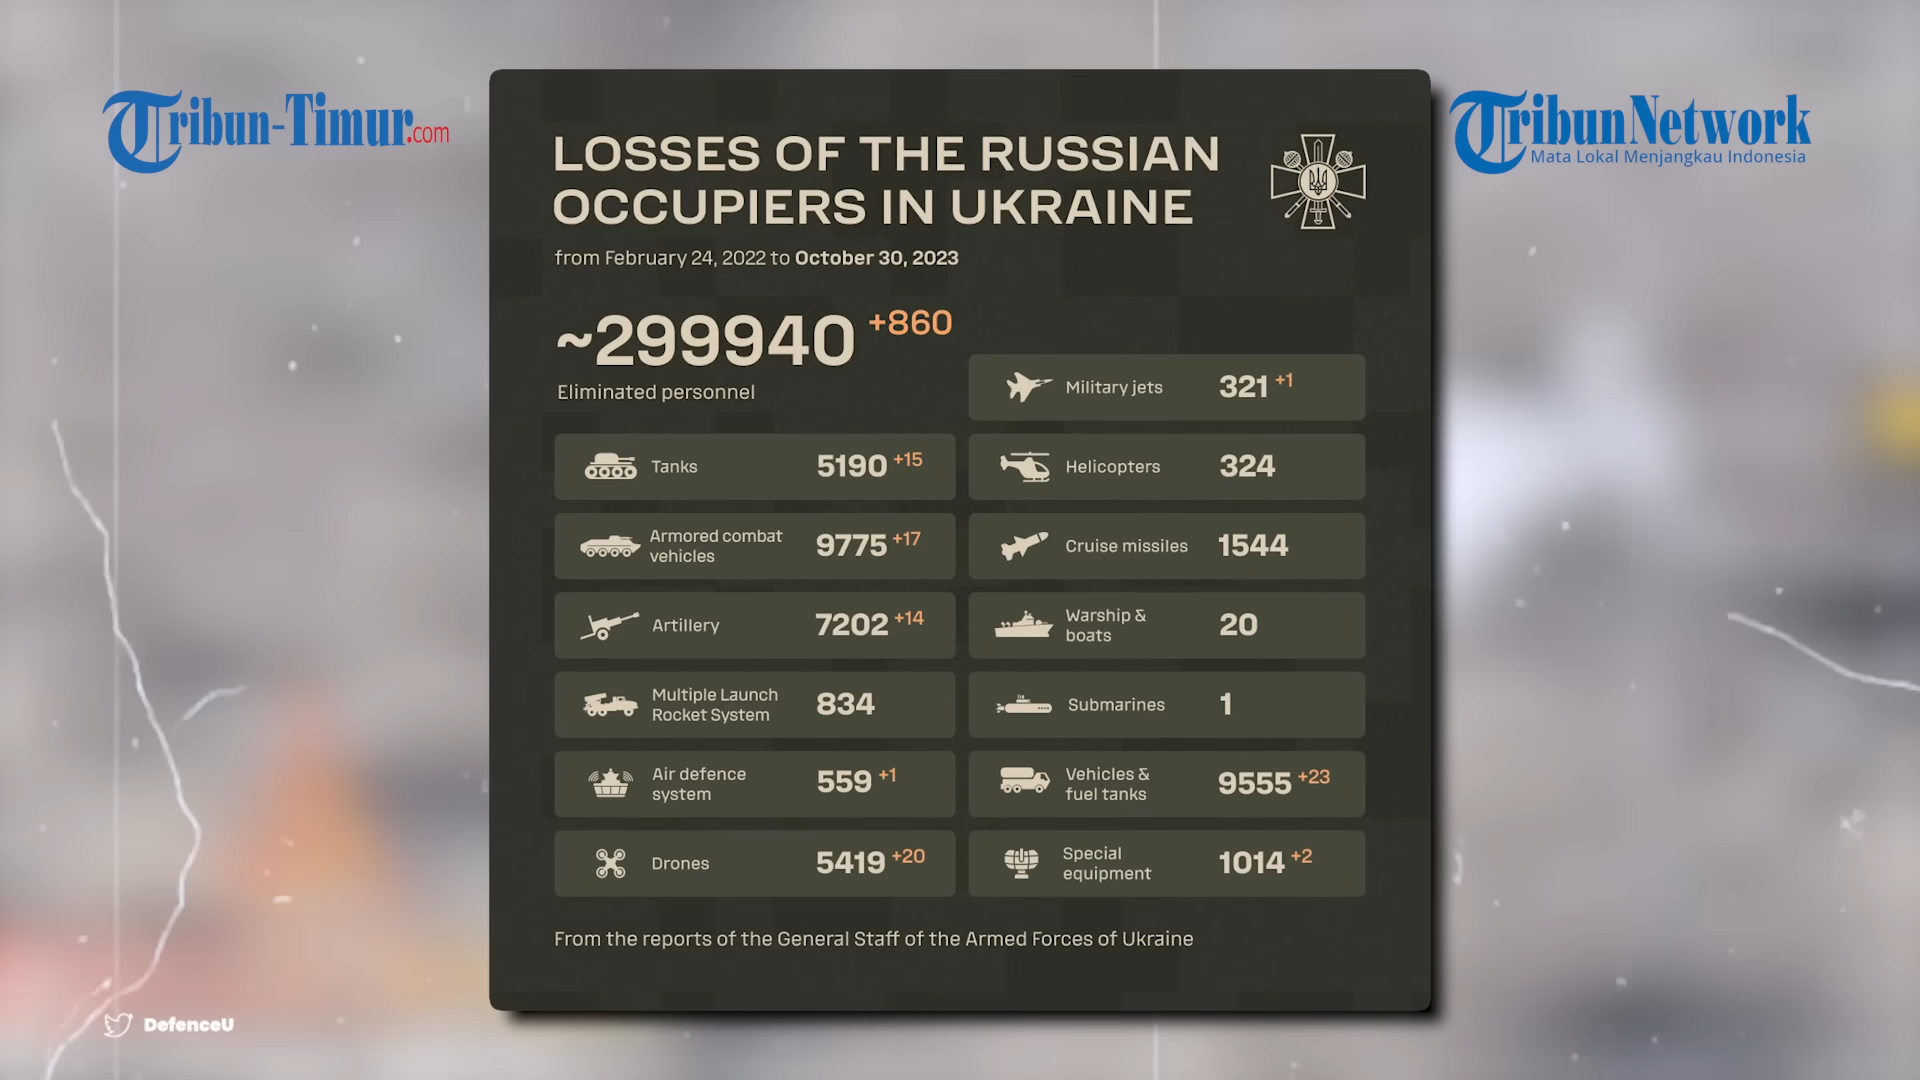 Tribun-Timur.com
TribunNetwork
Mata Lokal Menjangkau Indonesia
LOSSES OF THE RUSSIAN
OCCUPIERS IN UKRAINE
from February 24, 2022 to October 30, 2023
~299940 +860
Eliminated personnel
Military jets 321 +1
Tanks 5190 +15
Helicopters 324
Armored combat
vehicles 9775 +17
Cruise missiles 1544
Artillery 7202 +14
Warship &
boats 20
Multiple Launch
Rocket System 834
Submarines 1
Air defence
system 559 +1
Vehicles &
fuel tanks 9555 +23
Drones 5419 +20
Special
equipment 1014 +2
From the reports of the General Staff of the Armed Forces of Ukraine
DefenceU